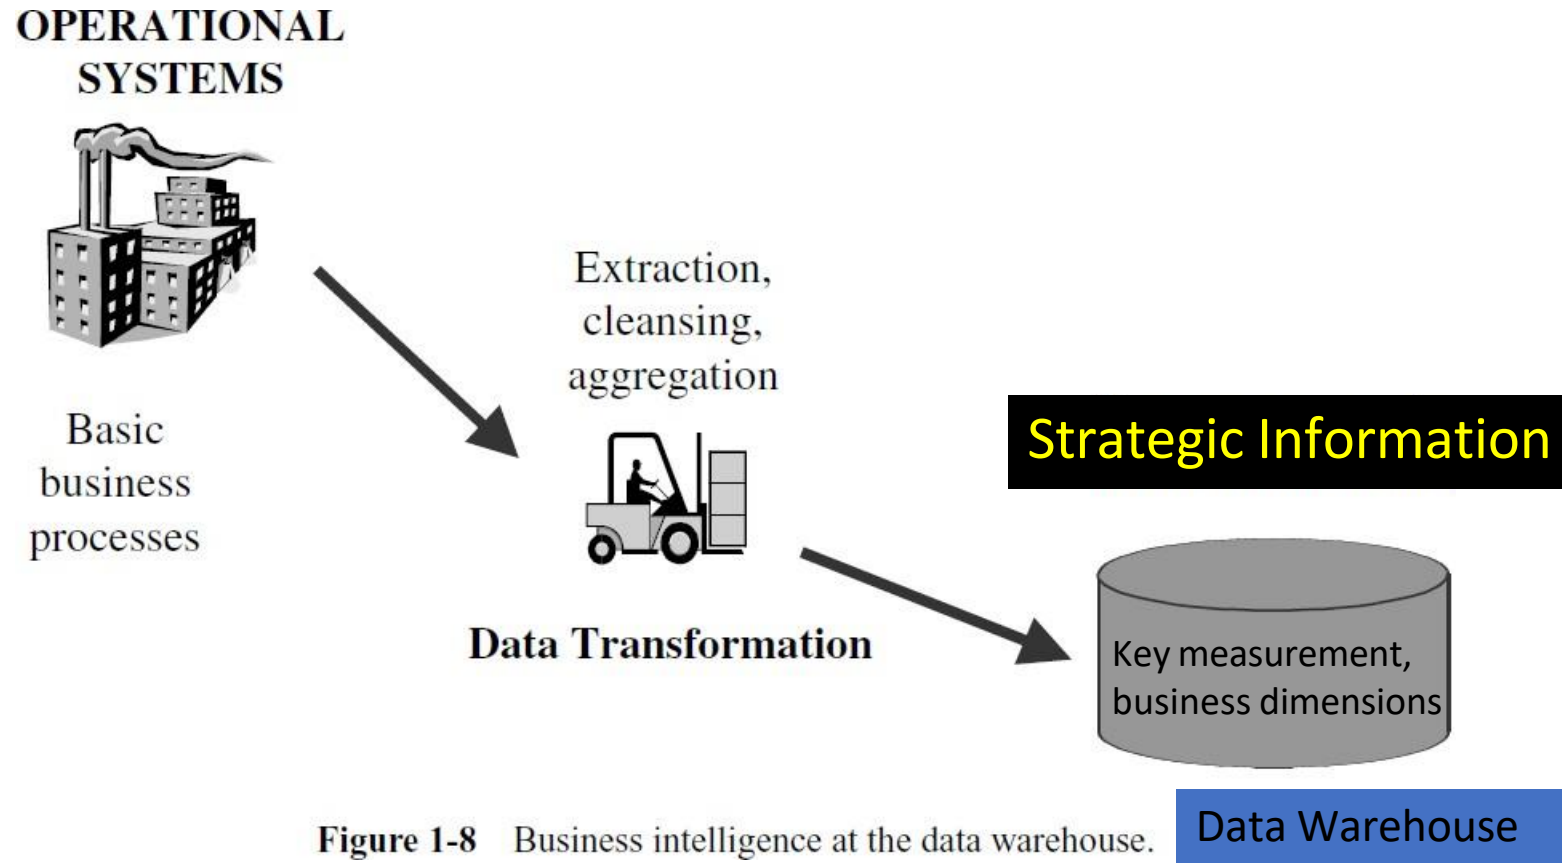 OPERATIONAL
SYSTEMS
Basic
business
processes
Extraction,
cleansing,
aggregation
Data Transformation
Strategic Information
Key measurement,
business dimensions
Data Warehouse
Figure 1-8 Business intelligence at the data warehouse.